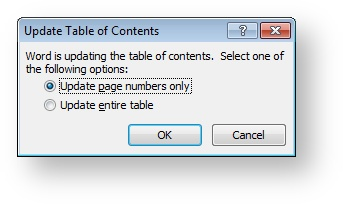 Update Table of Contents
Word is updating the table of contents.  Select one of
the following options:
Update page numbers only
Update entire table
OK Cancel